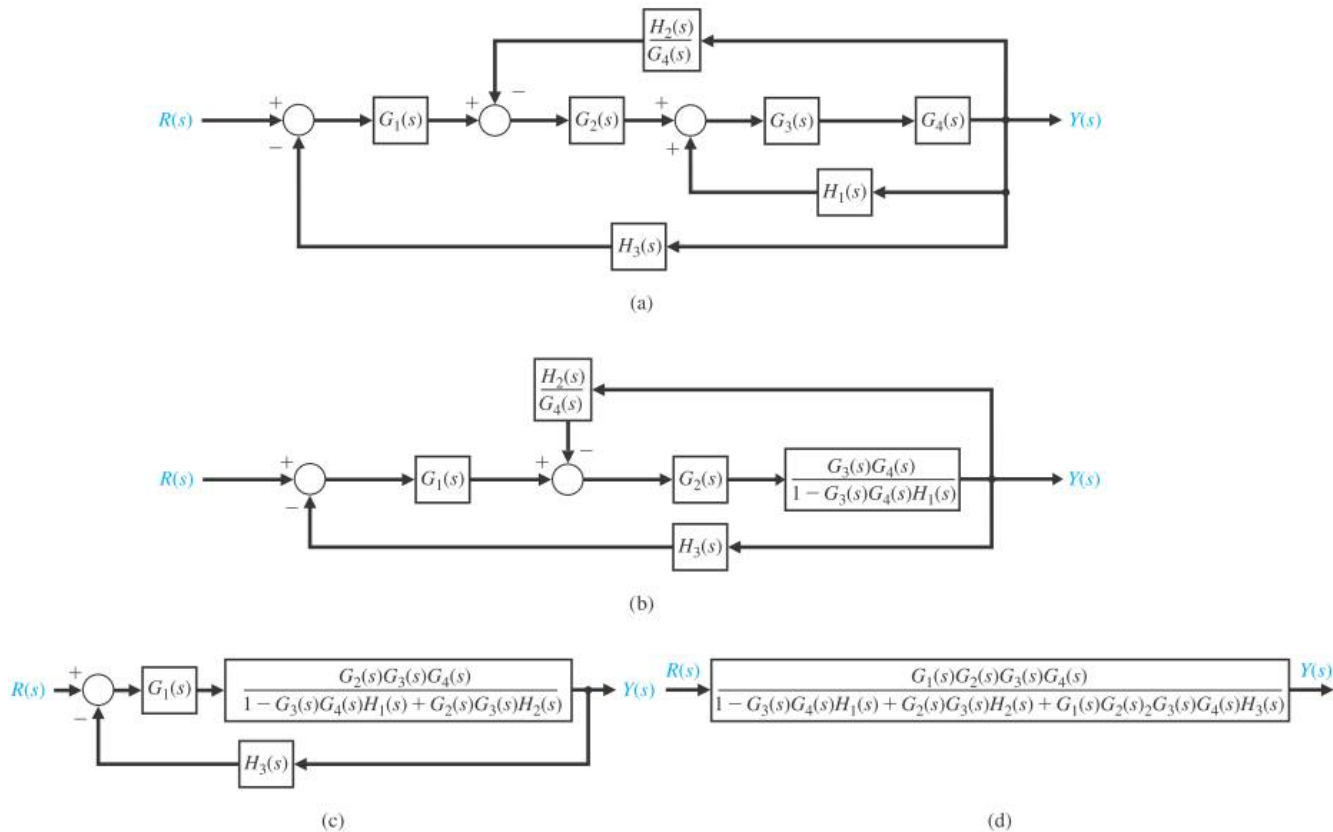 H₂(s)
G₄(s)
+ −
R(s) + G₁(s) + G₂(s) + G₃(s) G₄(s) Y(s)
− +
H₁(s)
H₃(s)
(a)
H₂(s)
G₄(s)
R(s) + G₁(s) + − G₂(s) G₃(s)G₄(s) Y(s)
1 − G₃(s)G₄(s)H₁(s)
−
H₃(s)
(b)
R(s) + G₁(s) G₂(s)G₃(s)G₄(s) Y(s)
1 − G₃(s)G₄(s)H₁(s) + G₂(s)G₃(s)H₂(s)
−
H₃(s)
(c)
R(s) G₁(s)G₂(s)G₃(s)G₄(s) Y(s)
1 − G₃(s)G₄(s)H₁(s) + G₂(s)G₃(s)H₂(s) + G₁(s)G₂(s)₂G₃(s)G₄(s)H₃(s)
(d)